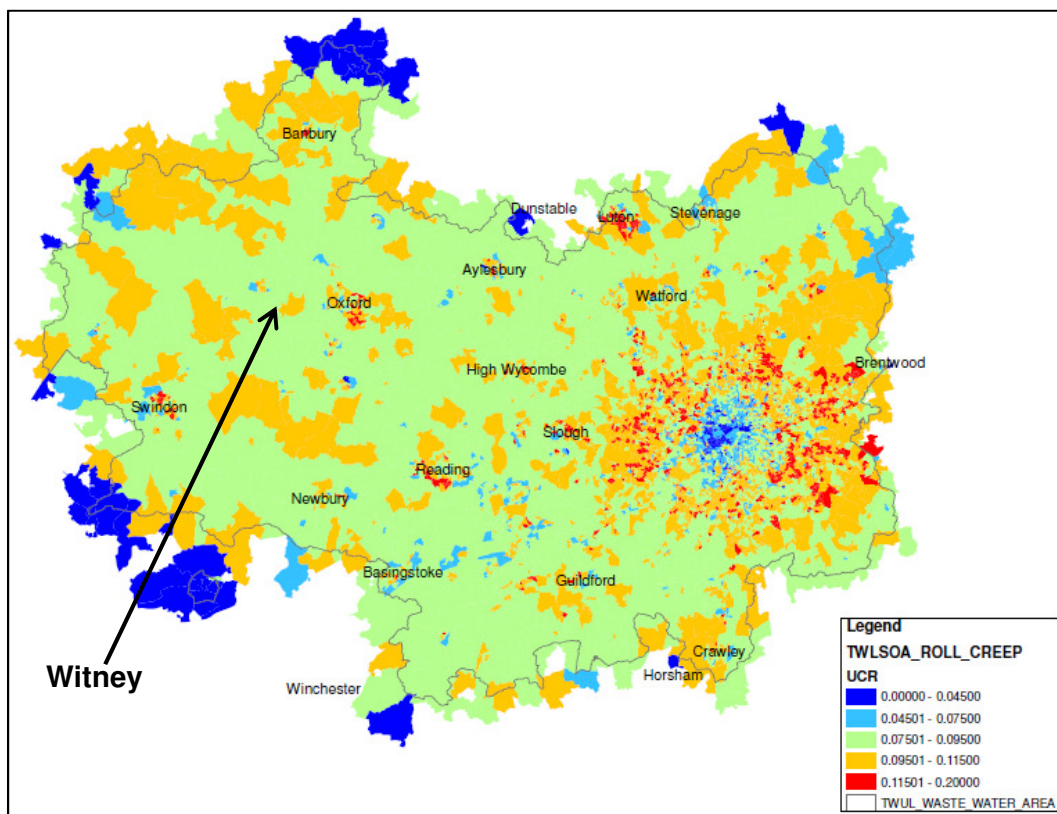 Banbury
Dunstable
Luton
Stevenage
Aylesbury
Oxford
Watford
High Wycombe
Brentwood
Swindon
Slough
Reading
Newbury
Basingstoke
Guildford
Witney
Winchester
Horsham
Crawley
Legend
TWLSOA_ROLL_CREEP
UCR
0.00000 - 0.04500
0.04501 - 0.07500
0.07501 - 0.09500
0.09501 - 0.11500
0.11501 - 0.20000
TWUL_WASTE_WATER_AREA